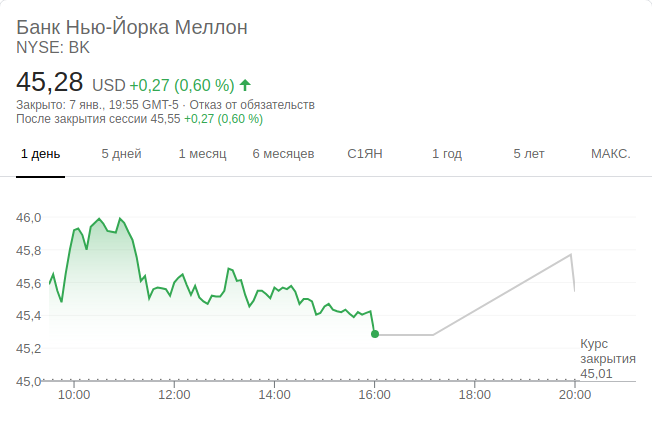 Банк Нью-Йорка Меллон
NYSE: BK
45,28 USD +0,27 (0,60 %)
Закрыто: 7 янв., 19:55 GMT-5 · Отказ от обязательств
После закрытия сессии 45,55 +0,27 (0,60 %)
1 день 5 дней 1 месяц 6 месяцев С1ЯН 1 год 5 лет МАКС.
46,0
45,8
45,6
45,4
45,2
45,0
Курс
закрытия
45,01
10:00 12:00 14:00 16:00 18:00 20:00